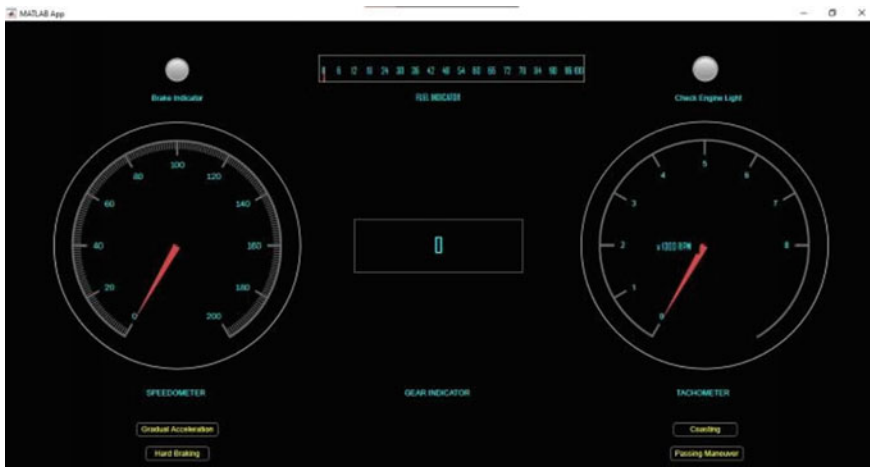 MATLAB App
0 6 12 18 24 30 36 42 48 54 60 66 72 78 84 90 96 100
Brake Indicator
FUEL INDICATOR
Check Engine Light
0 20 40 60 80 100 120 140 160 180 200
0
0 1 2 3 4 5 6 7 8
x 1000 RPM
SPEEDOMETER
GEAR INDICATOR
TACHOMETER
Gradual Acceleration
Coasting
Hard Braking
Passing Maneuver